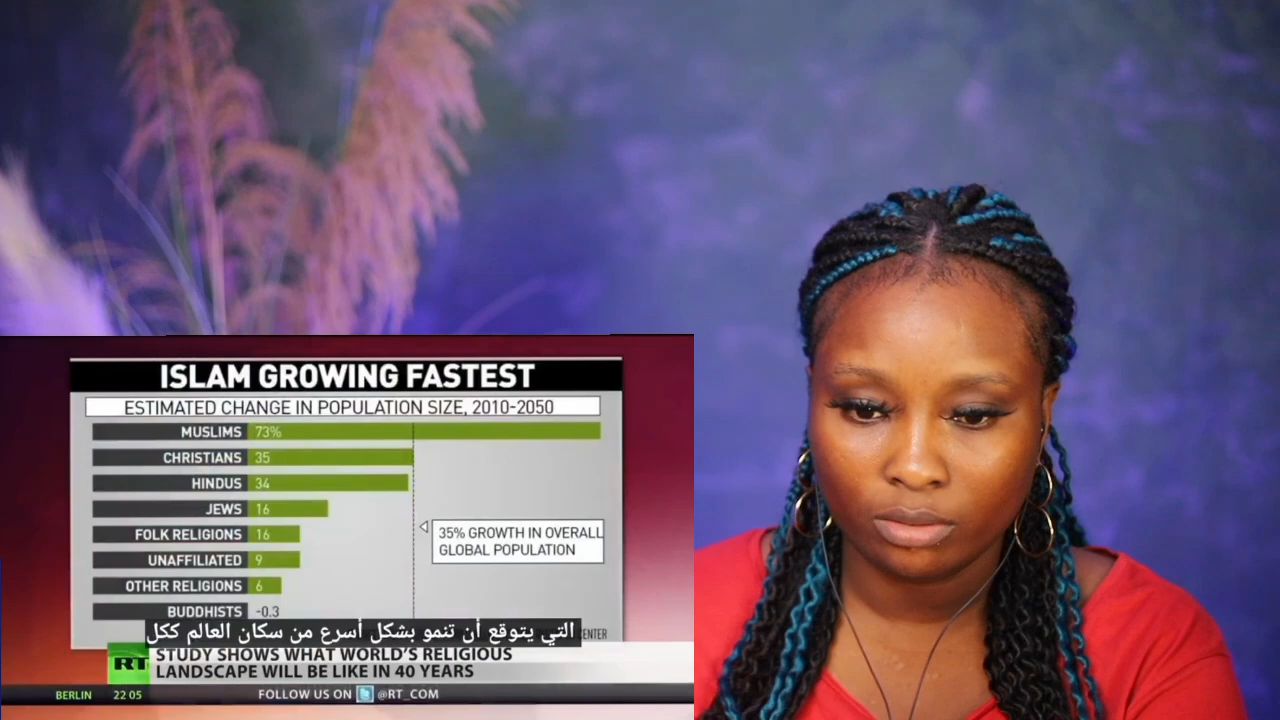 ISLAM GROWING FASTEST
ESTIMATED CHANGE IN POPULATION SIZE, 2010-2050
MUSLIMS 73%
CHRISTIANS 35
HINDUS 34
JEWS 16
FOLK RELIGIONS 16
35% GROWTH IN OVERALL
GLOBAL POPULATION
UNAFFILIATED 9
OTHER RELIGIONS 6
BUDDHISTS -0.3
CENTER
التي يتوقع أن تنمو بشكل أسرع من سكان العالم ككل
RT
STUDY SHOWS WHAT WORLD'S RELIGIOUS
LANDSCAPE WILL BE LIKE IN 40 YEARS
BERLIN 22 05 FOLLOW US ON @RT_COM